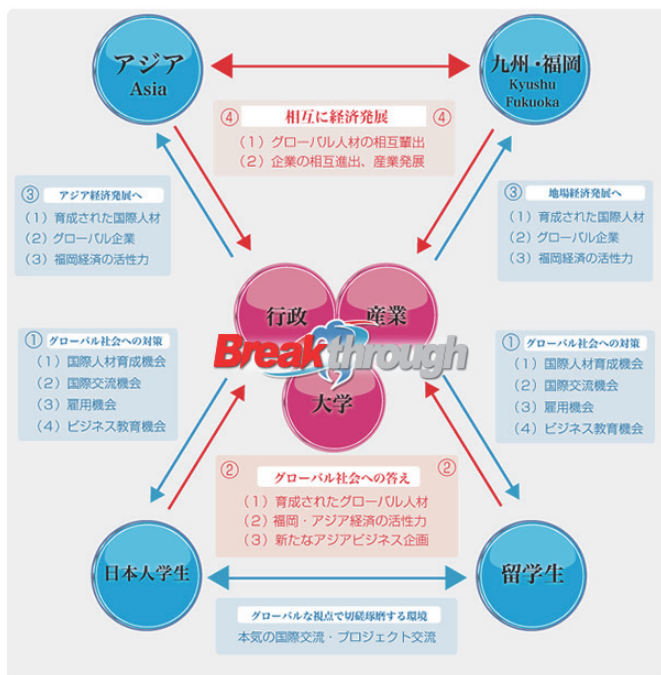 アジア
Asia
九州・福岡
Kyushu
Fukuoka
④ 相互に経済発展 ④
（1）グローバル人材の相互輩出
（2）企業の相互進出、産業発展
③ アジア経済発展へ
（1）育成された国際人材
（2）グローバル企業
（3）福岡経済の活性力
③ 地場経済発展へ
（1）育成された国際人材
（2）グローバル企業
（3）福岡経済の活性力
行政
産業
Breakthrough
大学
① グローバル社会への対策
（1）国際人材育成機会
（2）国際交流機会
（3）雇用機会
（4）ビジネス教育機会
① グローバル社会への対策
（1）国際人材育成機会
（2）国際交流機会
（3）雇用機会
（4）ビジネス教育機会
② グローバル社会への答え ②
（1）育成されたグローバル人材
（2）福岡・アジア経済の活性力
（3）新たなアジアビジネス企画
日本人学生
留学生
グローバルな視点で切磋琢磨する環境
本気の国際交流・プロジェクト交流